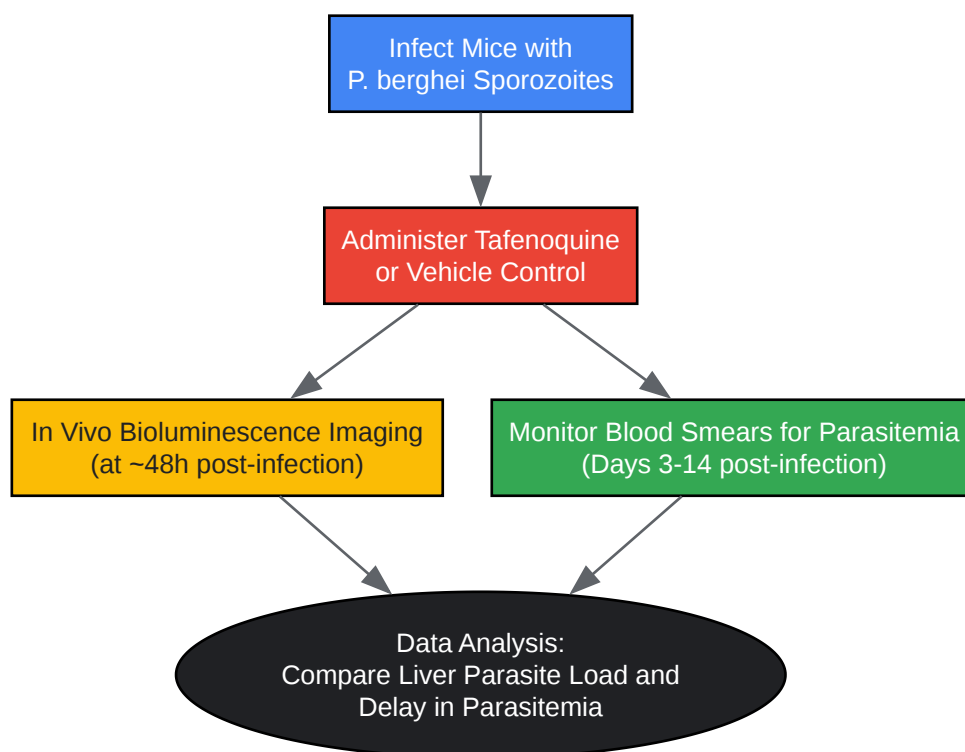 Infect Mice with
P. berghei Sporozoites
Administer Tafenoquine
or Vehicle Control
In Vivo Bioluminescence Imaging
(at ~48h post-infection)
Monitor Blood Smears for Parasitemia
(Days 3-14 post-infection)
Data Analysis:
Compare Liver Parasite Load and
Delay in Parasitemia